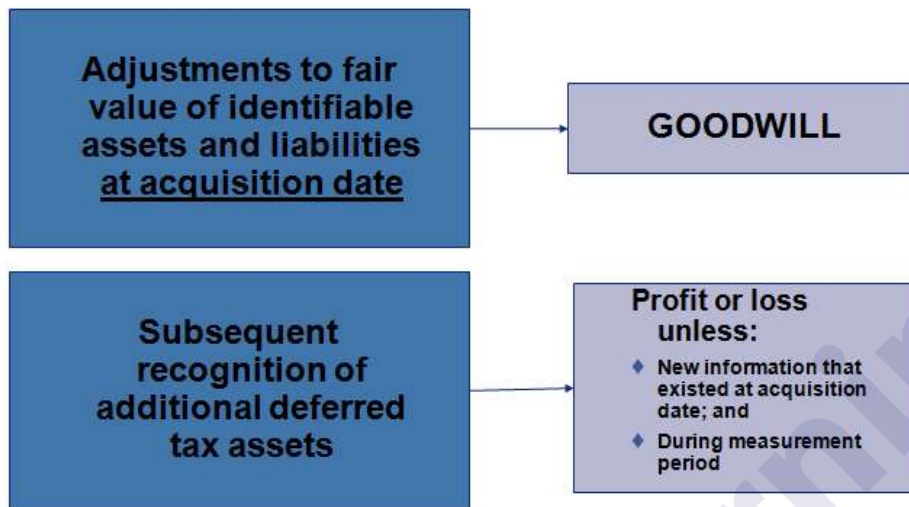 Adjustments to fair
value of identifiable
assets and liabilities
at acquisition date
GOODWILL
Subsequent
recognition of
additional deferred
tax assets
Profit or loss
unless:
New information that
existed at acquisition
date; and
During measurement
period